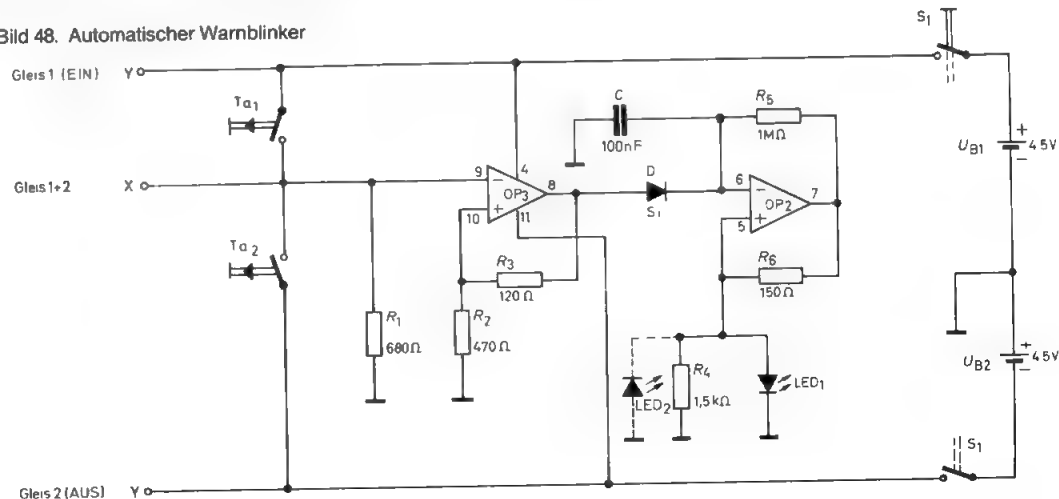 Bild 48. Automatischer Warnblinker
S1
Gleis 1 (EIN) Y
Ta1
C
100nF
R5
1MΩ
UB1
+
4,5V
−
Gleis 1+2 X
9 −
4
OP3
8
10 +
11
D
Si
6 −
OP2
7
5 +
Ta2
R3
120Ω
R6
150Ω
R1
680Ω
R2
470Ω
LED2
R4
1,5kΩ
LED1
UB2
+
4,5V
−
S1
Gleis 2 (AUS) Y